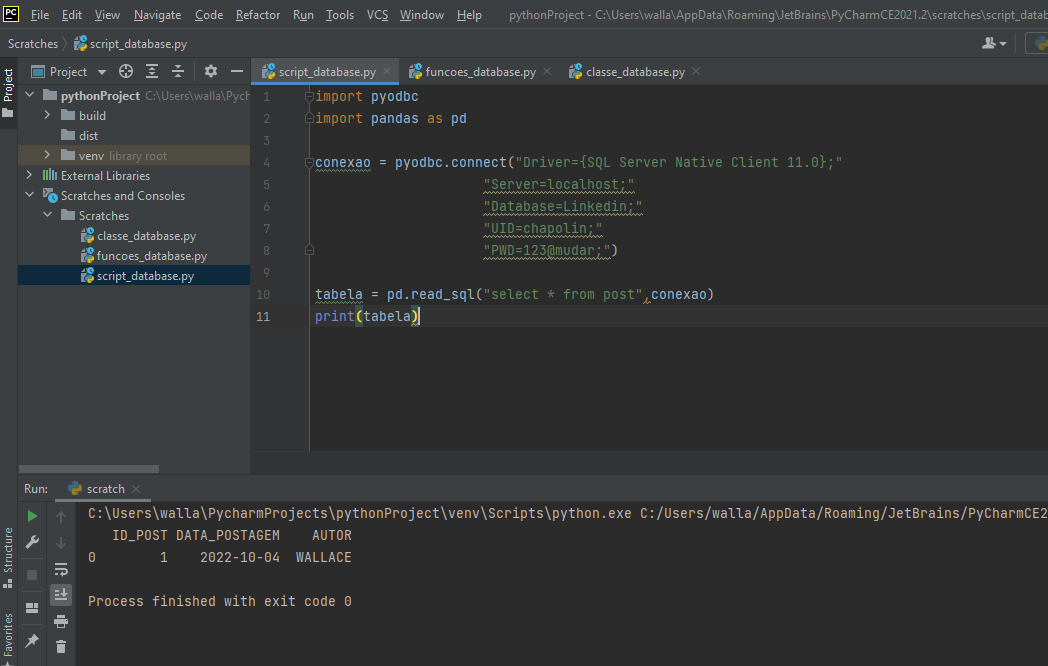 PC File Edit View Navigate Code Refactor Run Tools VCS Window Help pythonProject - C:\Users\walla\AppData\Roaming\JetBrains\PyCharmCE2021.2\scratches\script_datab
Scratches script_database.py
Project
Project
script_database.py funcoes_database.py classe_database.py
pythonProject C:\Users\walla\Pych
build
dist
venv library root
External Libraries
Scratches and Consoles
Scratches
classe_database.py
funcoes_database.py
script_database.py
1 import pyodbc
2 import pandas as pd
3
4 conexao = pyodbc.connect("Driver={SQL Server Native Client 11.0};"
5 "Server=localhost;"
6 "Database=Linkedin;"
7 "UID=chapolin;"
8 "PWD=123@mudar;")
9
10 tabela = pd.read_sql("select * from post",conexao)
11 print(tabela)
Run: scratch
C:\Users\walla\PycharmProjects\pythonProject\venv\Scripts\python.exe C:/Users/walla/AppData/Roaming/JetBrains/PyCharmCE2
ID_POST DATA_POSTAGEM AUTOR
0 1 2022-10-04 WALLACE
Process finished with exit code 0
Structure
Favorites